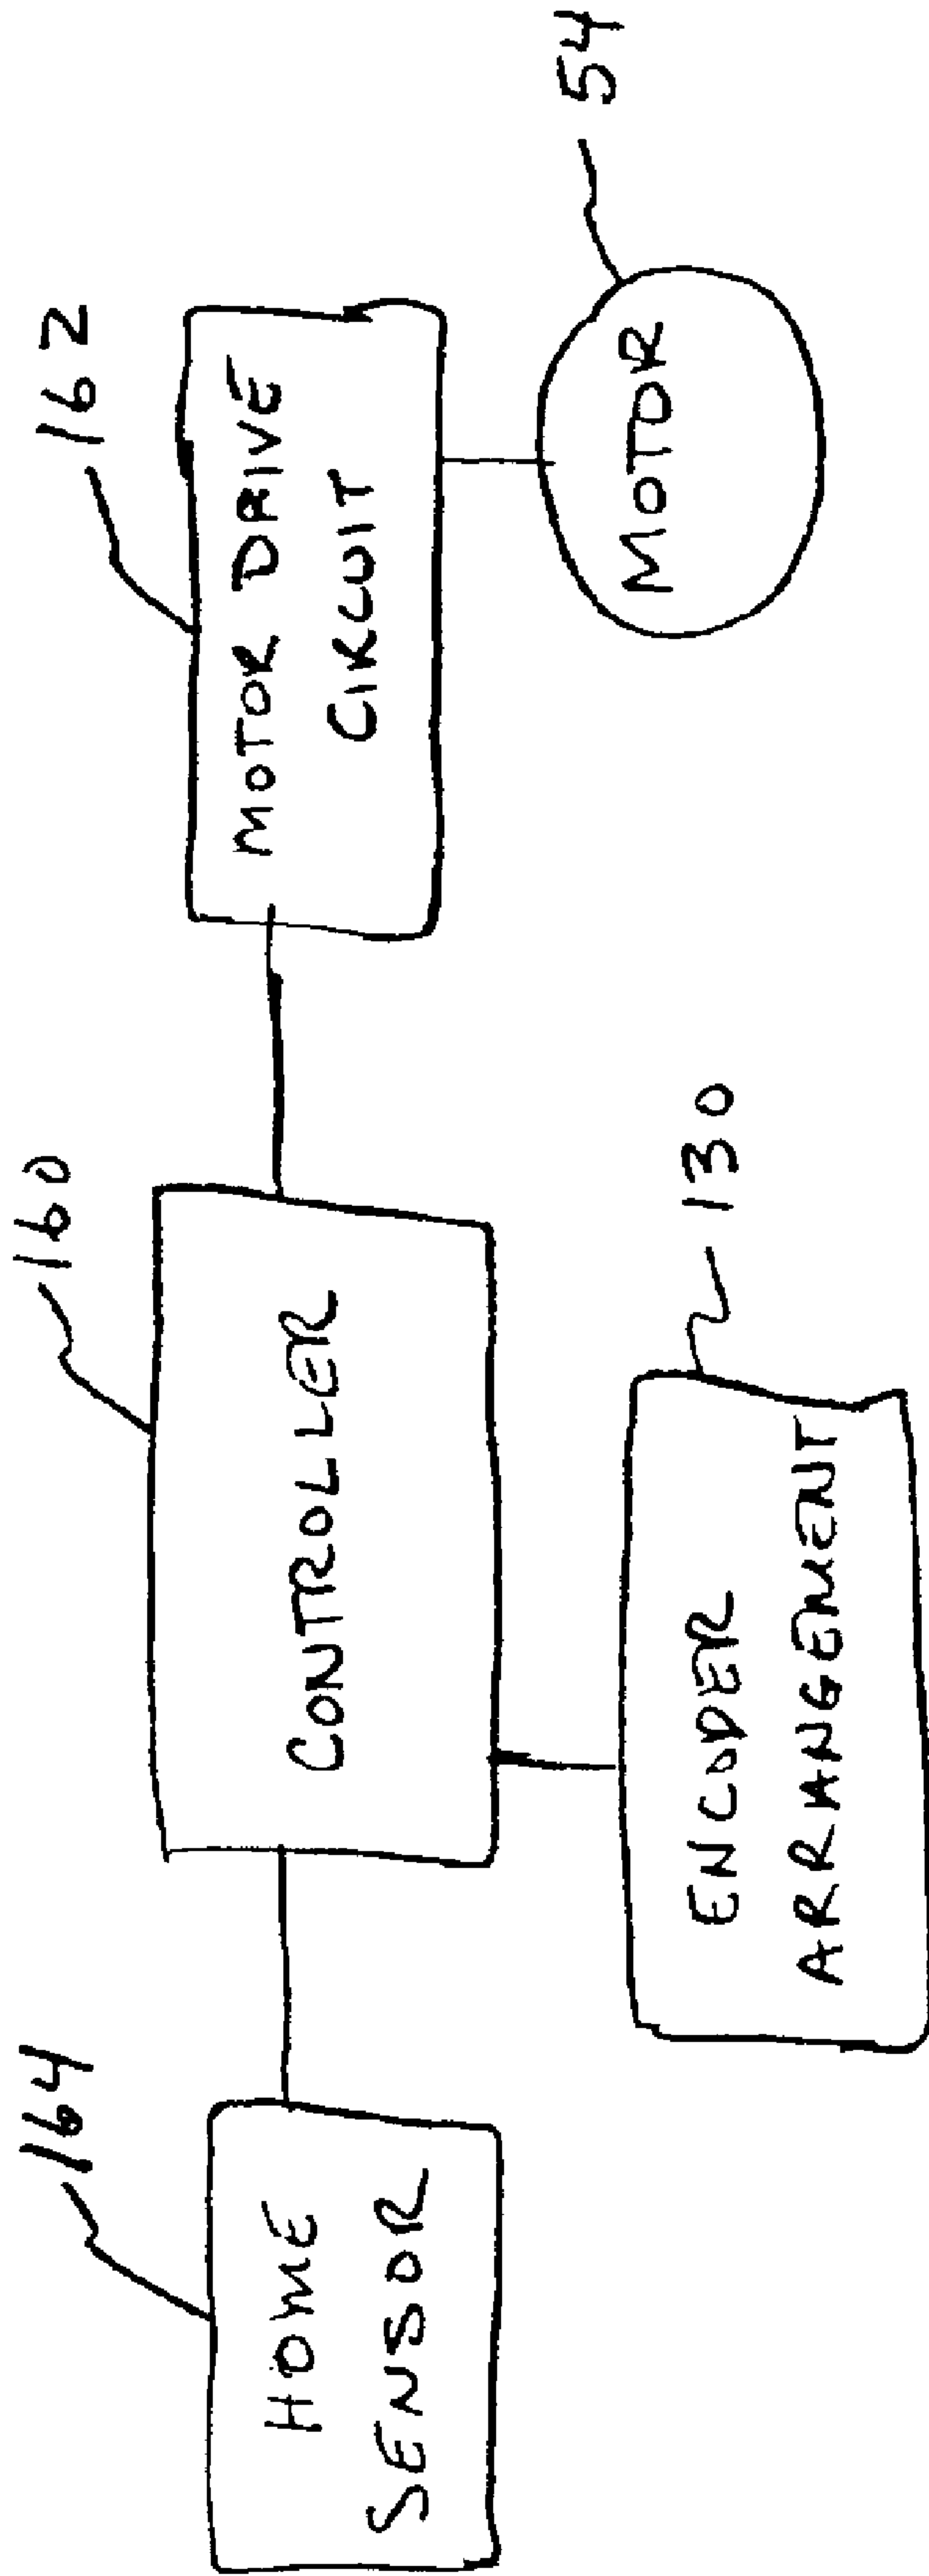 164
HOME
SENSOR
160
CONTROLLER
ENCODER
ARRANGEMENT
130
162
MOTOR DRIVE
CIRCUIT
MOTOR
54